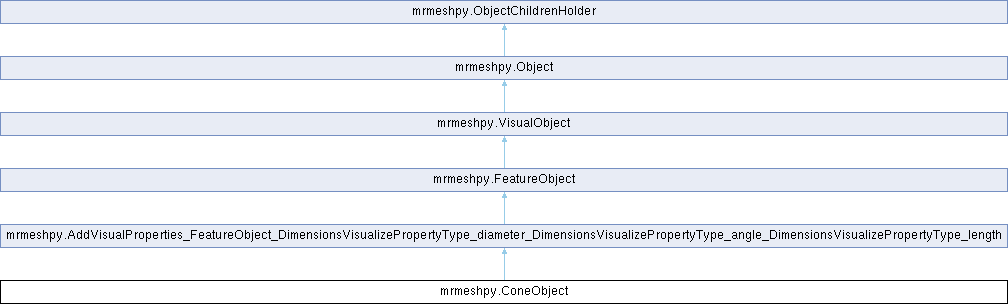 mrmeshpy.ObjectChildrenHolder
mrmeshpy.Object
mrmeshpy.VisualObject
mrmeshpy.FeatureObject
mrmeshpy.AddVisualProperties_FeatureObject_DimensionsVisualizePropertyType_diameter_DimensionsVisualizePropertyType_angle_DimensionsVisualizePropertyType_length
mrmeshpy.ConeObject